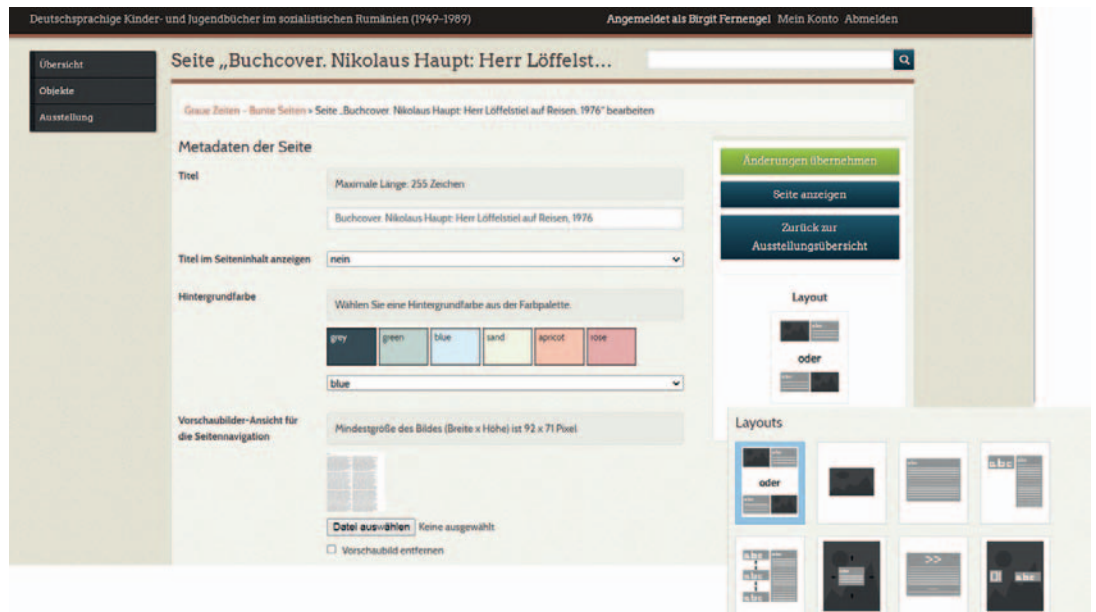 Deutschsprachige Kinder- und Jugendbücher im sozialistischen Rumänien (1949–1989)
Angemeldet als Birgit Fernengel Mein Konto Abmelden
Übersicht
Objekte
Ausstellung
Seite „Buchcover. Nikolaus Haupt: Herr Löffelst...
Graue Zeiten - Bunte Seiten » Seite „Buchcover. Nikolaus Haupt: Herr Löffelstiel auf Reisen, 1976" bearbeiten
Metadaten der Seite
Titel
Maximale Länge: 255 Zeichen
Buchcover. Nikolaus Haupt: Herr Löffelstiel auf Reisen, 1976
Titel im Seiteninhalt anzeigen
nein
Hintergrundfarbe
Wählen Sie eine Hintergrundfarbe aus der Farbpalette.
grey green blue sand apricot rose
blue
Vorschaubilder-Ansicht für
die Seitennavigation
Mindestgröße des Bildes (Breite x Höhe) ist 92 x 71 Pixel
Datei auswählen Keine ausgewählt
Vorschaubild entfernen
Änderungen übernehmen
Seite anzeigen
Zurück zur
Ausstellungsübersicht
Layout
oder
Layouts
oder
abc
abc
abc
abc
>>
abc